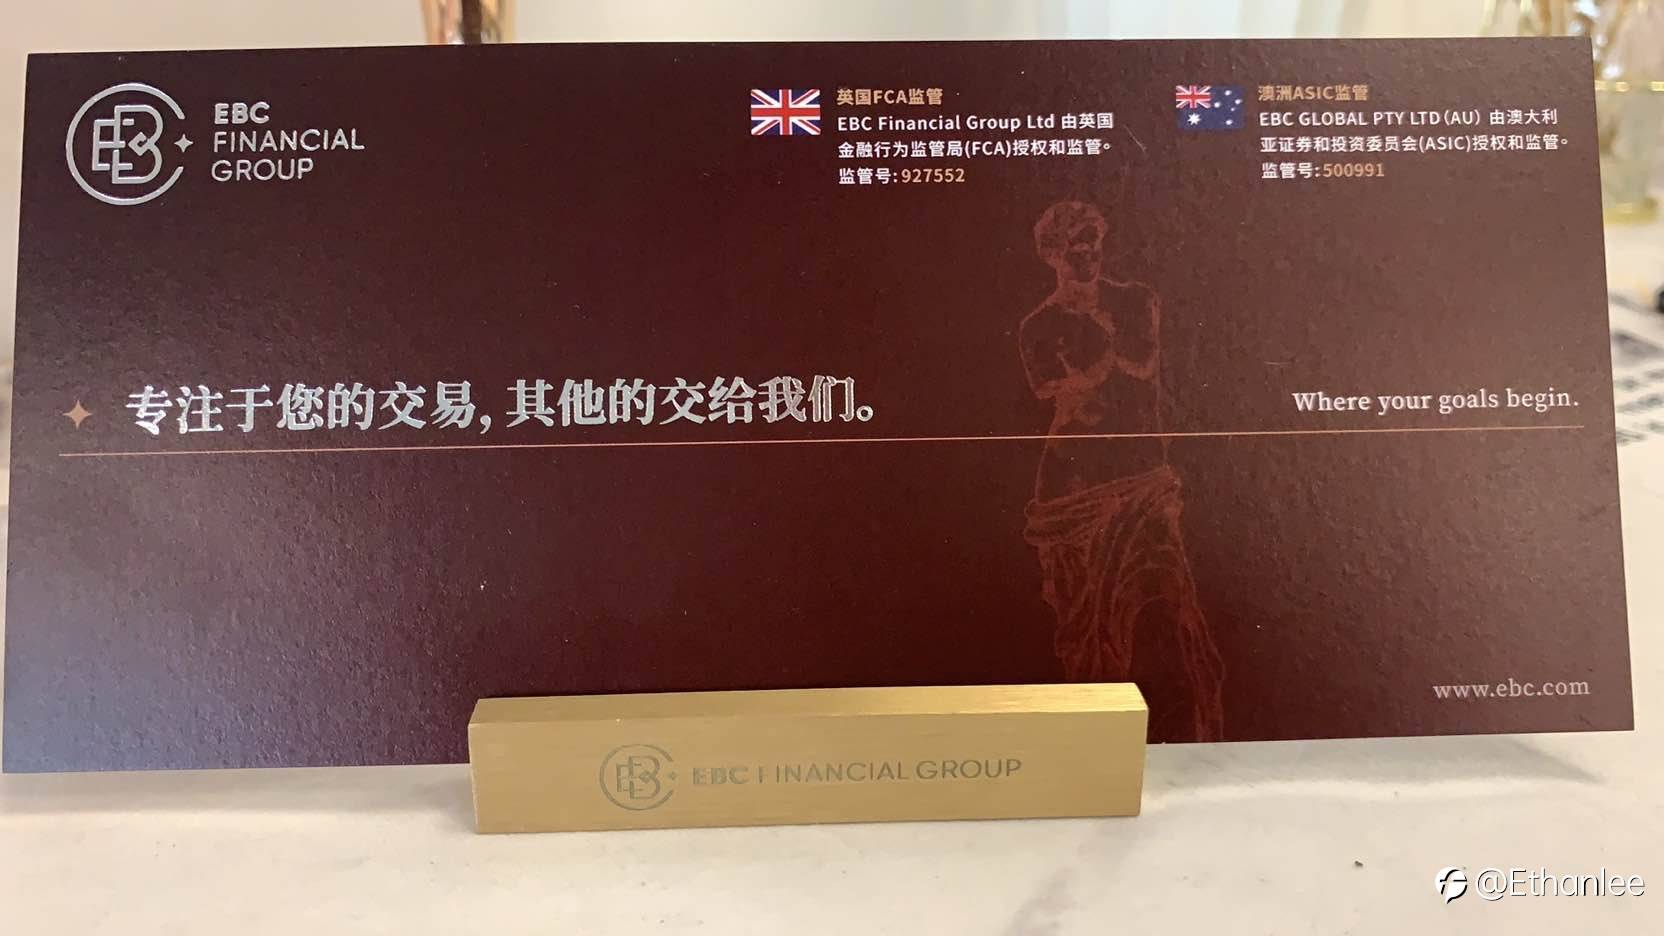 EBC
FINANCIAL
GROUP
英国FCA监管
EBC Financial Group Ltd 由英国
金融行为监管局(FCA)授权和监管。
监管号:927552
澳洲ASIC监管
EBC GLOBAL PTY LTD(AU) 由澳大利
亚证券和投资委员会(ASIC)授权和监管。
监管号:500991
专注于您的交易,其他的交给我们。
Where your goals begin.
www.ebc.com
EBC FINANCIAL GROUP
@Ethanlee